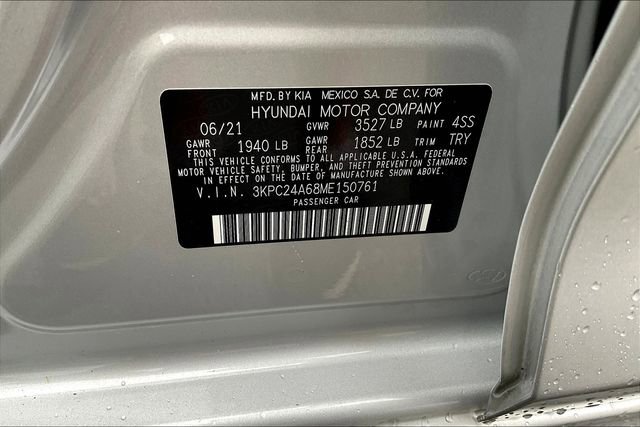 MFD. BY KIA MEXICO S.A. DE C.V. FOR
HYUNDAI MOTOR COMPANY
06/21 GVWR 3527 LB PAINT 4SS
GAWR FRONT 1940 LB GAWR REAR 1852 LB TRIM TRY
THIS VEHICLE CONFORMS TO ALL APPLICABLE U.S.A. FEDERAL
MOTOR VEHICLE SAFETY, BUMPER, AND THEFT PREVENTION STANDARDS
IN EFFECT ON THE DATE OF MANUFACTURE SHOWN ABOVE.
V.I.N. 3KPC24A68ME150761
PASSENGER CAR